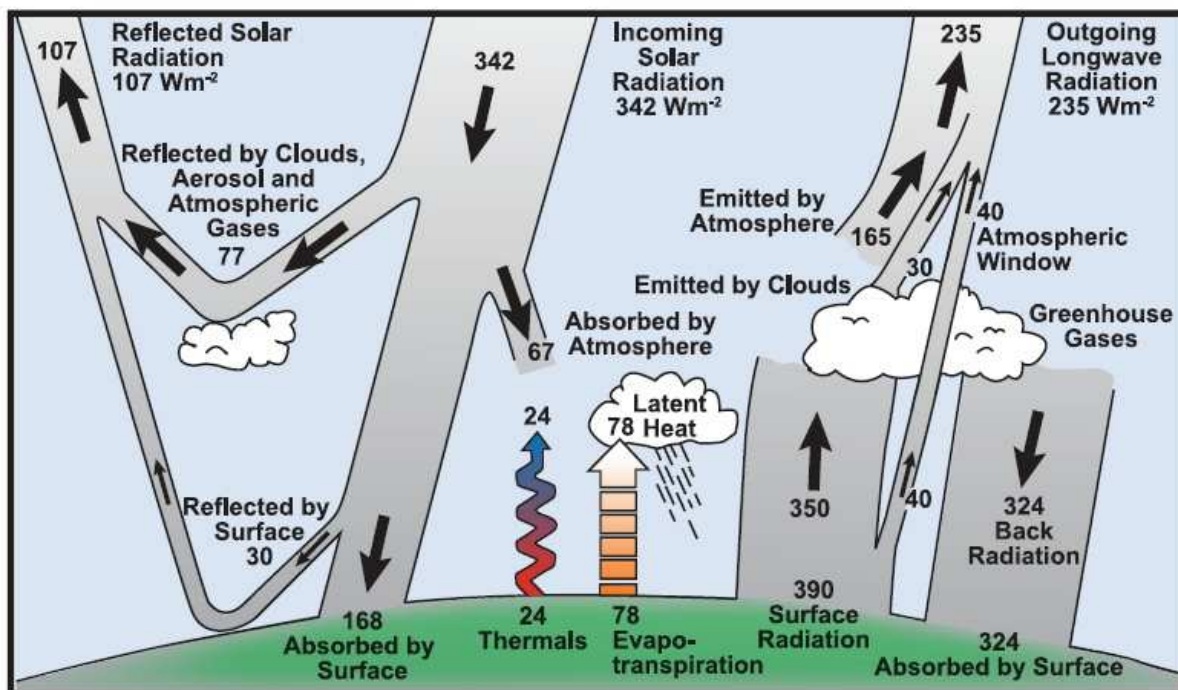 107
Reflected Solar
Radiation
107 Wm⁻²
342
Incoming
Solar
Radiation
342 Wm⁻²
235
Outgoing
Longwave
Radiation
235 Wm⁻²
Reflected by Clouds,
Aerosol and
Atmospheric
Gases
77
Emitted by
Atmosphere
165
40
Atmospheric
Window
Emitted by Clouds
30
Greenhouse
Gases
Absorbed by
67 Atmosphere
24
78
Latent
Heat
350
40
324
Back
Radiation
Reflected by
Surface
30
168
Absorbed by
Surface
24
Thermals
78
Evapo-
transpiration
390
Surface
Radiation
324
Absorbed by Surface